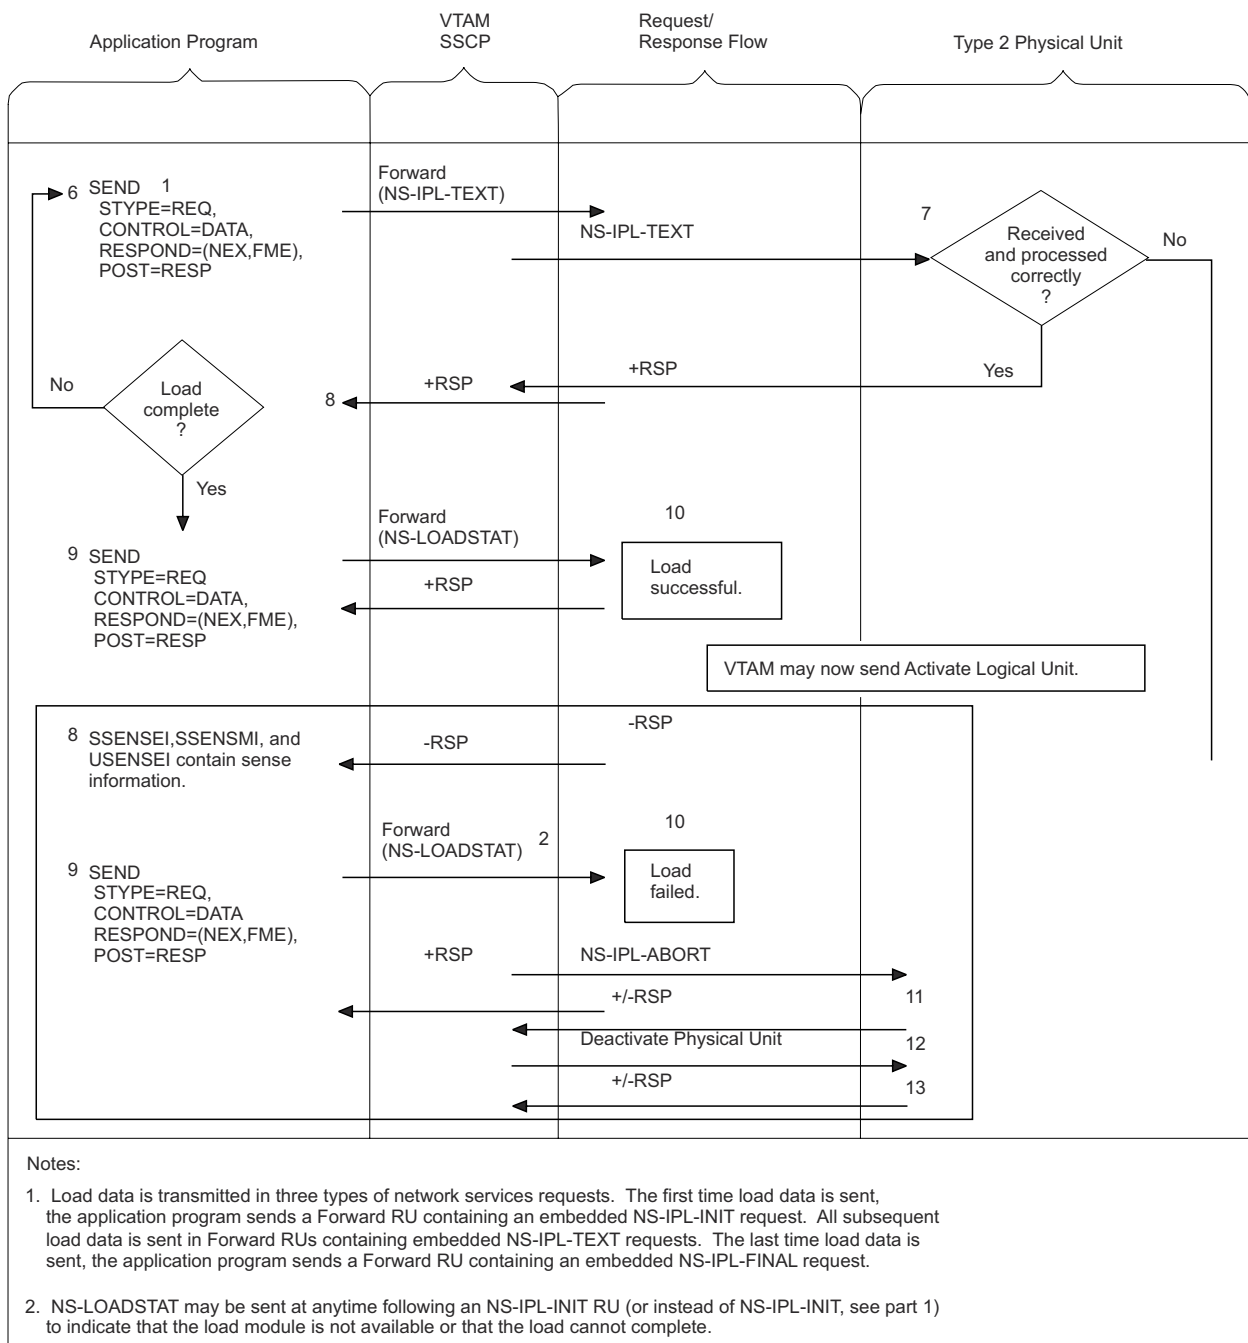 Application Program
VTAM
SSCP
Request/
Response Flow
Type 2 Physical Unit
6 SEND 1
STYPE=REQ,
CONTROL=DATA,
RESPOND=(NEX,FME),
POST=RESP
Forward
(NS-IPL-TEXT)
NS-IPL-TEXT
7
Received
and processed
correctly
?
No
Yes
+RSP
+RSP
8
No
Load
complete
?
Yes
9 SEND
STYPE=REQ
CONTROL=DATA,
RESPOND=(NEX,FME),
POST=RESP
Forward
(NS-LOADSTAT)
+RSP
10
Load
successful.
VTAM may now send Activate Logical Unit.
8 SSENSEI,SSENSMI, and
USENSEI contain sense
information.
-RSP
-RSP
9 SEND
STYPE=REQ,
CONTROL=DATA
RESPOND=(NEX,FME),
POST=RESP
Forward
(NS-LOADSTAT) 2
10
Load
failed.
+RSP
NS-IPL-ABORT
+/-RSP
11
Deactivate Physical Unit
12
+/-RSP
13
Notes:
1. Load data is transmitted in three types of network services requests. The first time load data is sent,
the application program sends a Forward RU containing an embedded NS-IPL-INIT request. All subsequent
load data is sent in Forward RUs containing embedded NS-IPL-TEXT requests. The last time load data is
sent, the application program sends a Forward RU containing an embedded NS-IPL-FINAL request.
2. NS-LOADSTAT may be sent at anytime following an NS-IPL-INIT RU (or instead of NS-IPL-INIT, see part 1)
to indicate that the load module is not available or that the load cannot complete.